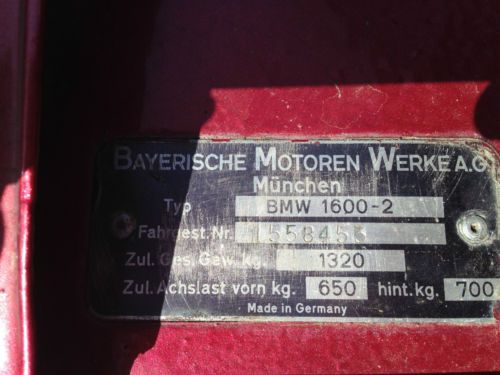 BAYERISCHE MOTOREN WERKE A.G
München
Typ BMW 1600-2
Fahrgest. Nr.
Zul. Ges. Gew. kg. 1320
Zul. Achslast vorn kg. 650 hint. kg. 700
Made in Germany